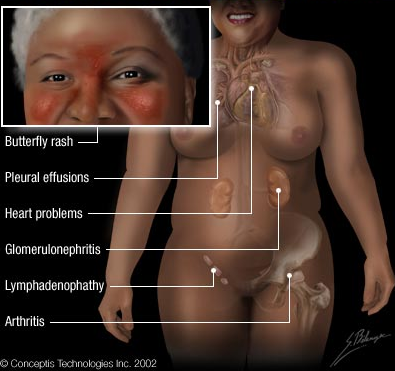 Butterfly rash
Pleural effusions
Heart problems
Glomerulonephritis
Lymphadenophathy
Arthritis
© Conceptis Technologies Inc. 2002